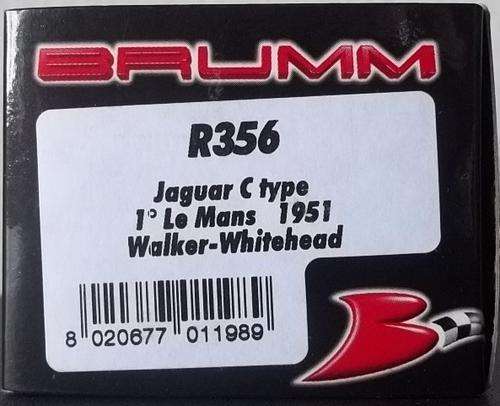 BRUMM
R356
Jaguar C type
1° Le Mans 1951
Walker-Whitehead
8 020677 011989